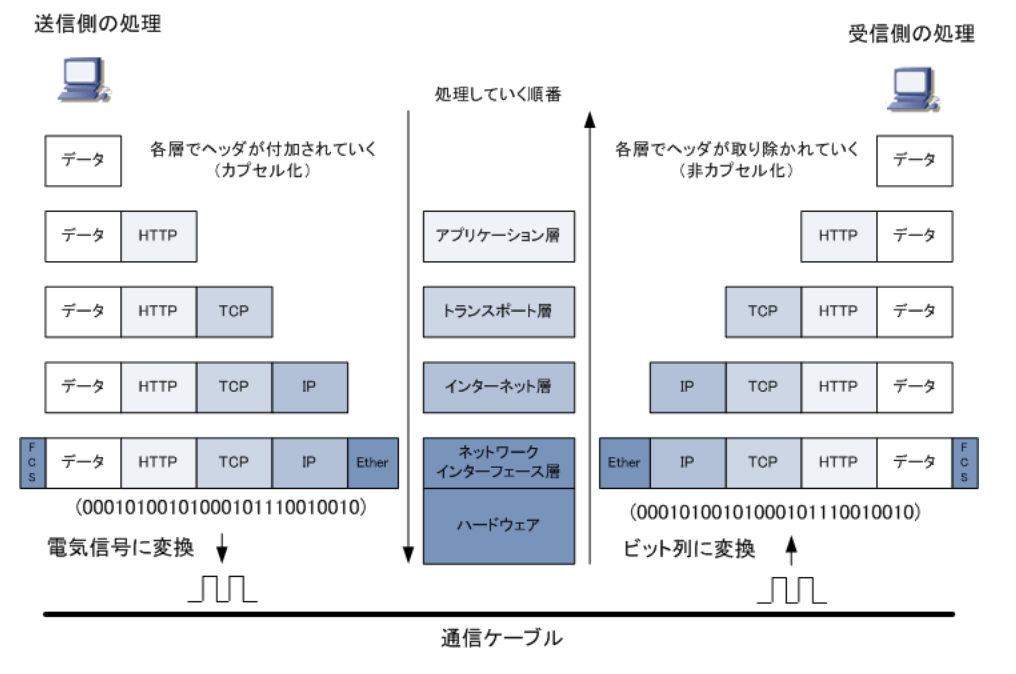 送信側の処理
受信側の処理
処理していく順番
各層でヘッダが付加されていく
（カプセル化）
各層でヘッダが取り除かれていく
（非カプセル化）
データ
データ
データ HTTP
アプリケーション層
HTTP データ
データ HTTP TCP
トランスポート層
TCP HTTP データ
データ HTTP TCP IP
インターネット層
IP TCP HTTP データ
FCS データ HTTP TCP IP Ether
ネットワーク
インターフェース層
Ether IP TCP HTTP データ FCS
(000101001010001011110010010)
ハードウェア
(000101001010001011110010010)
電気信号に変換
ビット列に変換
通信ケーブル